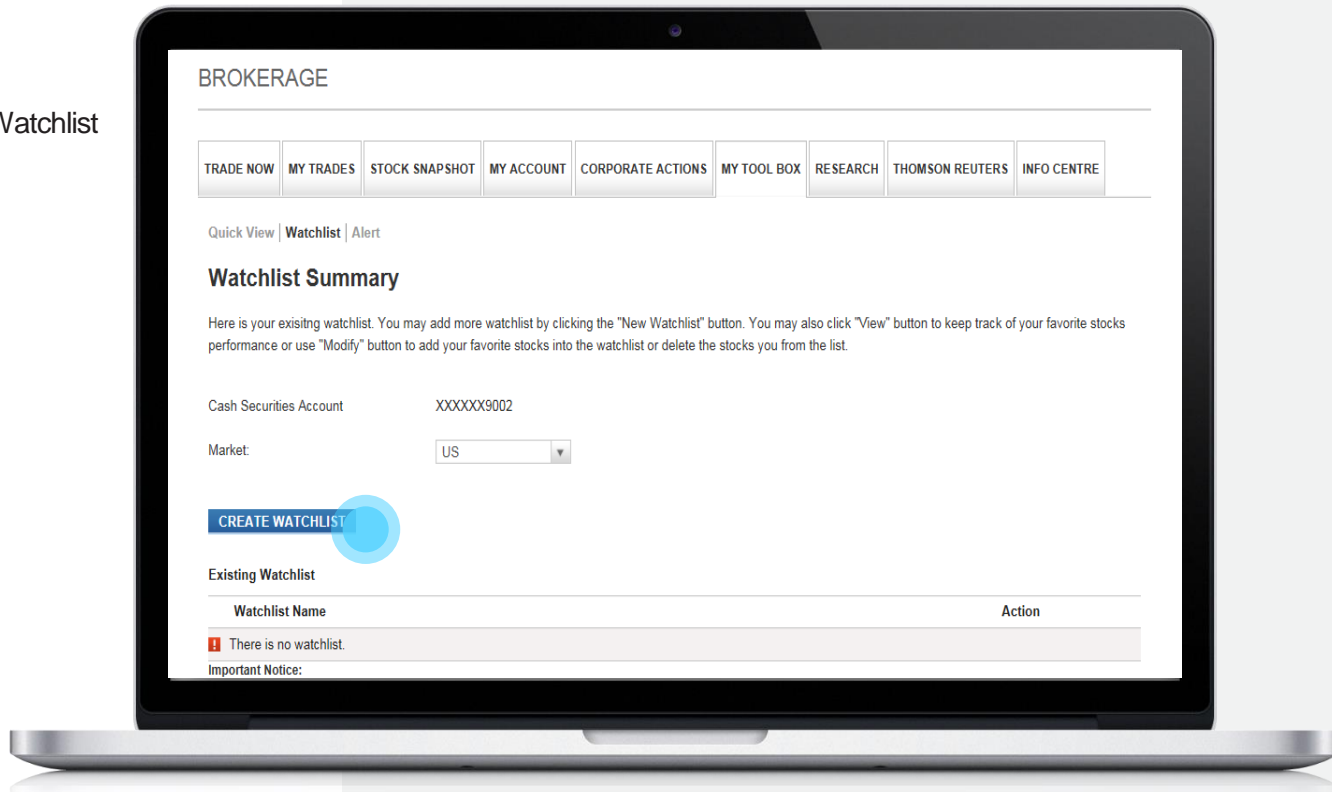 Watchlist
BROKERAGE
TRADE NOW MY TRADES STOCK SNAPSHOT MY ACCOUNT CORPORATE ACTIONS MY TOOL BOX RESEARCH THOMSON REUTERS INFO CENTRE
Quick View | Watchlist | Alert
Watchlist Summary
Here is your exisitng watchlist. You may add more watchlist by clicking the "New Watchlist" button. You may also click "View" button to keep track of your favorite stocks
performance or use "Modify" button to add your favorite stocks into the watchlist or delete the stocks you from the list.
Cash Securities Account XXXXXX9002
Market: US
CREATE WATCHLIST
Existing Watchlist
Watchlist Name Action
There is no watchlist.
Important Notice: